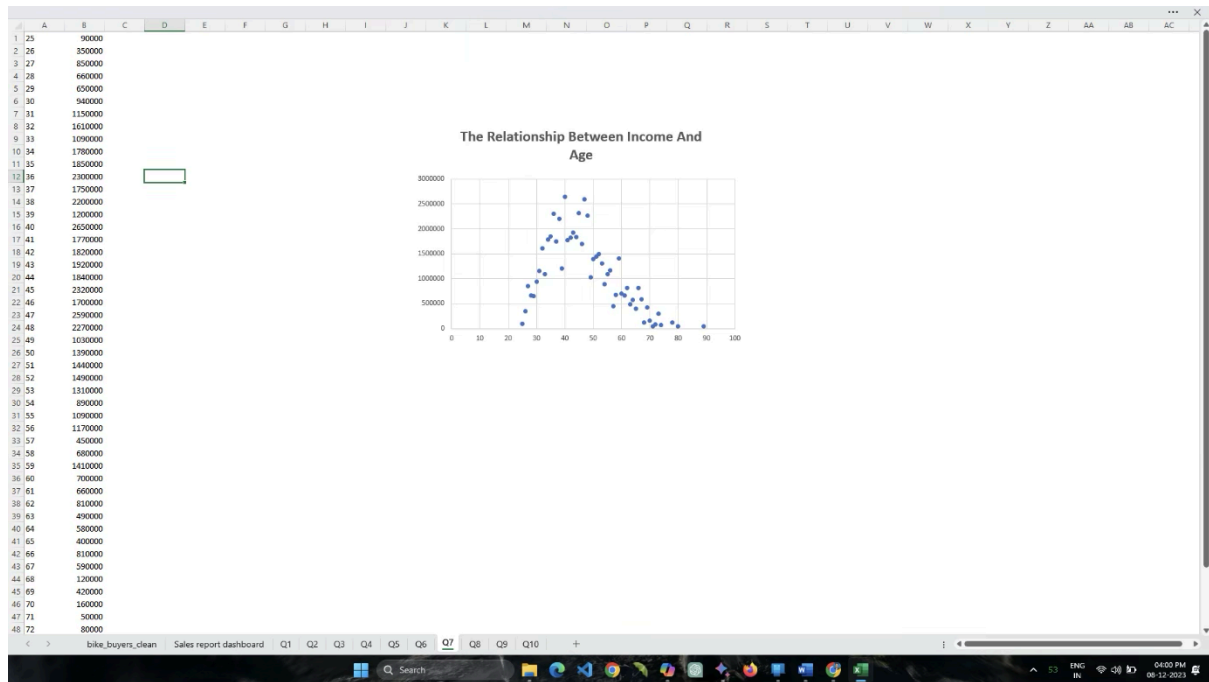 A B C D E F G H I J K L M N O P Q R S T U V W X Y Z AA AB AC
1 25 90000
2 26 350000
3 27 850000
4 28 660000
5 29 650000
6 30 940000
7 31 1150000
8 32 1610000
9 33 1090000
10 34 1780000
11 35 1850000
12 36 2300000
13 37 1750000
14 38 2200000
15 39 1200000
16 40 2650000
17 41 1770000
18 42 1820000
19 43 1920000
20 44 1840000
21 45 2320000
22 46 1700000
23 47 2590000
24 48 2270000
25 49 1030000
26 50 1390000
27 51 1440000
28 52 1490000
29 53 1310000
30 54 890000
31 55 1090000
32 56 1170000
33 57 450000
34 58 680000
35 59 1410000
36 60 700000
37 61 660000
38 62 810000
39 63 490000
40 64 580000
41 65 400000
42 66 810000
43 67 590000
44 68 120000
45 69 420000
46 70 160000
47 71 50000
48 72 80000
The Relationship Between Income And
Age
3000000
2500000
2000000
1500000
1000000
500000
0
0 10 20 30 40 50 60 70 80 90 100
bike_buyers_clean Sales report dashboard Q1 Q2 Q3 Q4 Q5 Q6 Q7 Q8 Q9 Q10 +
Search
53 ENG 04:00 PM
IN 08-12-2023